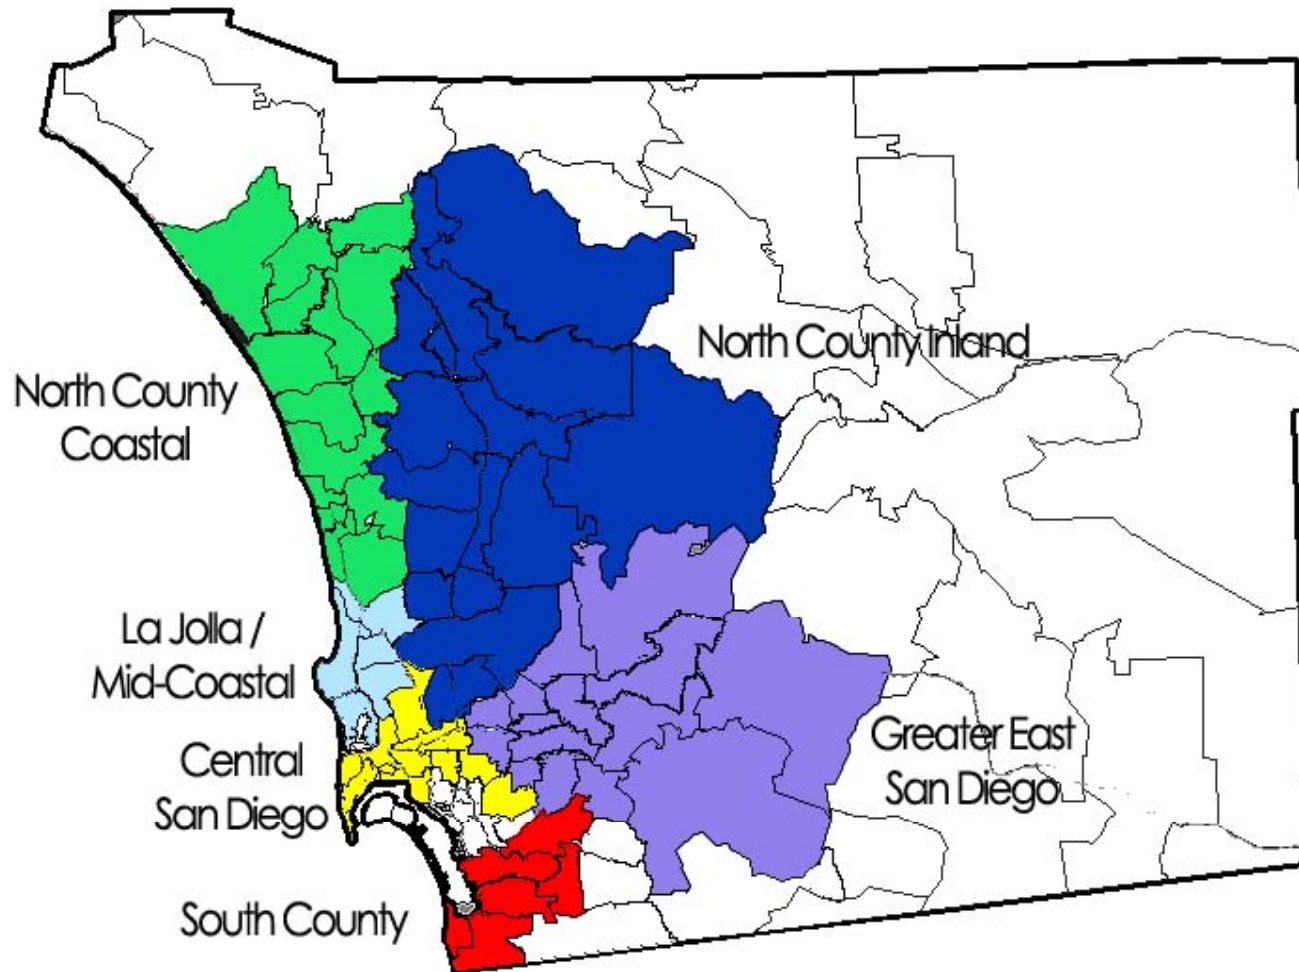 North County Inland
North County
Coastal
La Jolla /
Mid-Coastal
Central
San Diego
Greater East
San Diego
South County